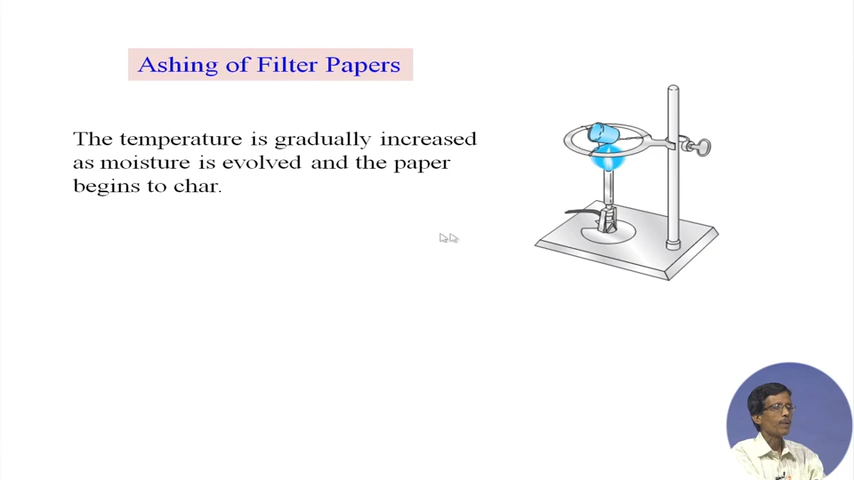 Ashing of Filter Papers
The temperature is gradually increased
as moisture is evolved and the paper
begins to char.